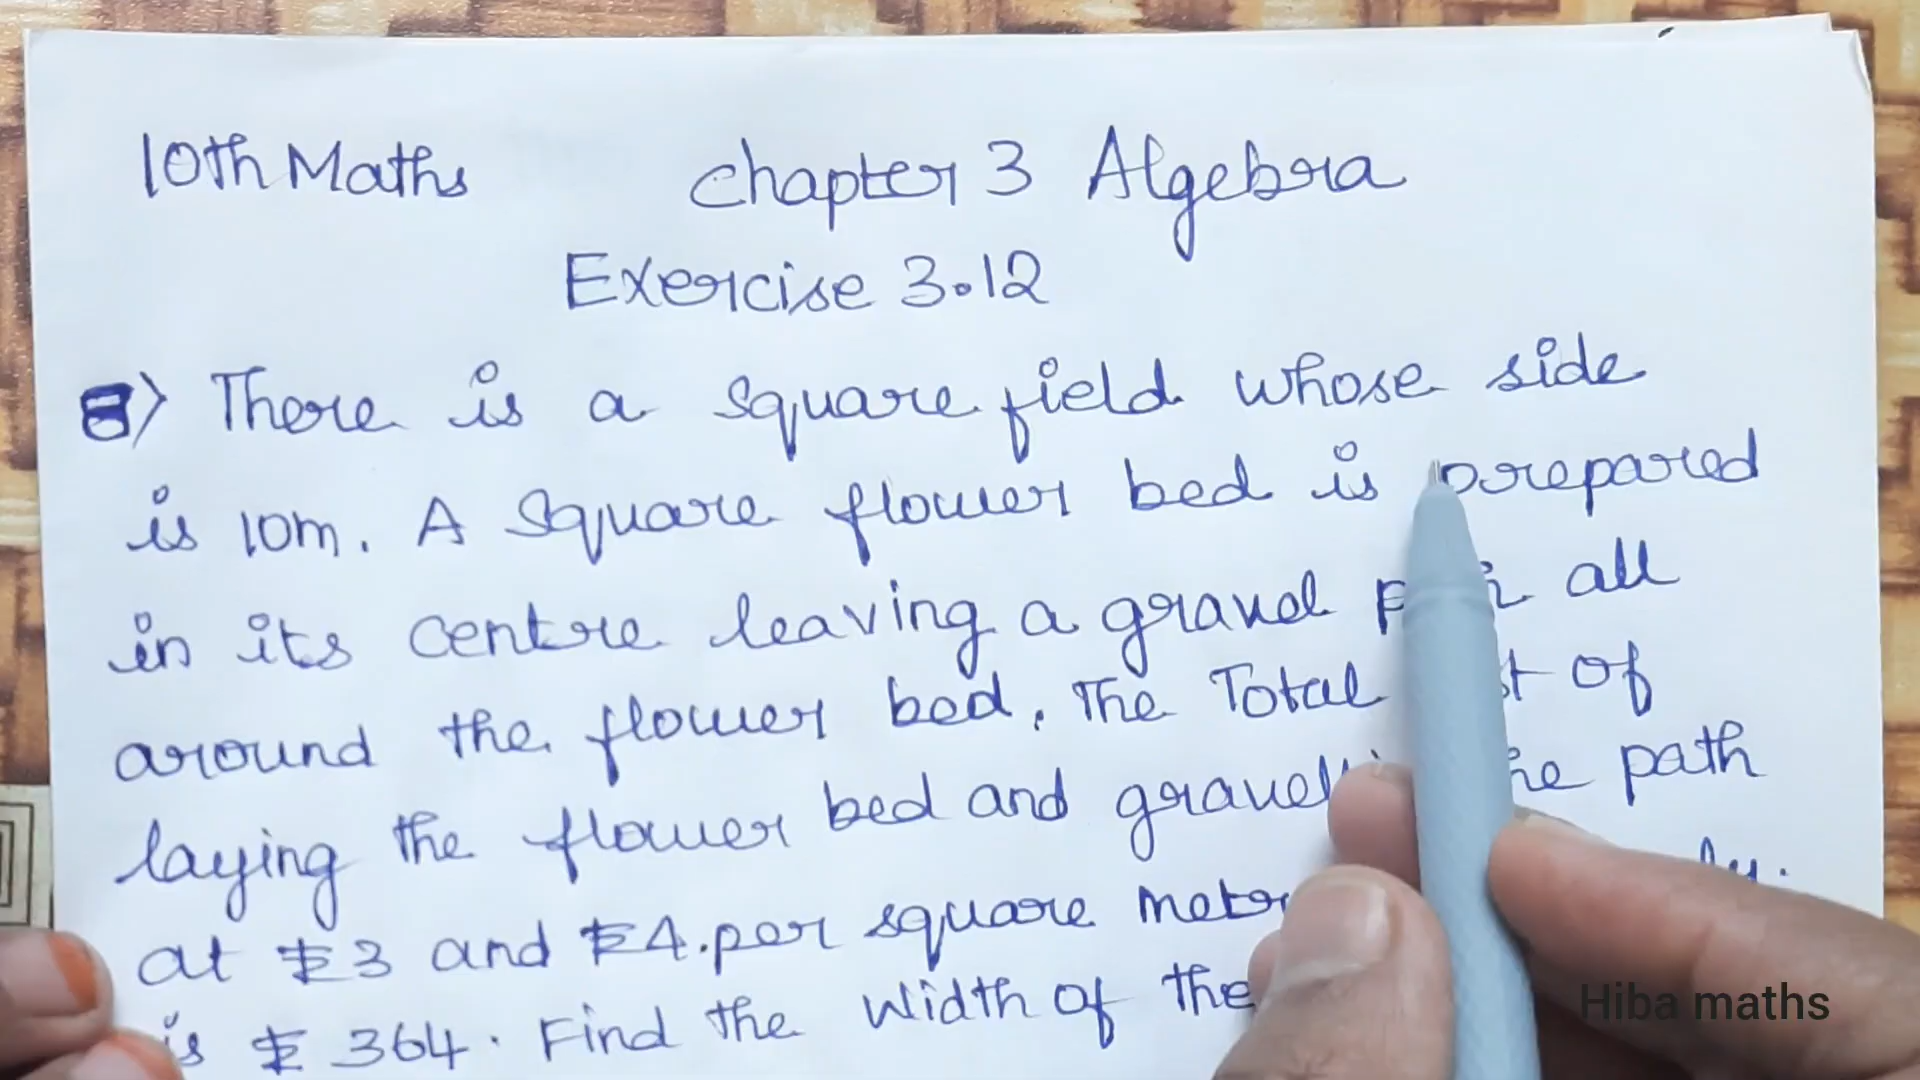 10th Maths Chapter 3 Algebra
Exercise 3.12
8) There is a square field whose side
is 10m. A square flower bed is prepared
in its centre leaving a gravel all
around the flower bed. The Total of
laying the flower bed and path
at ₹3 and ₹4.per square
is ₹ 364. Find the width of the
Hiba maths